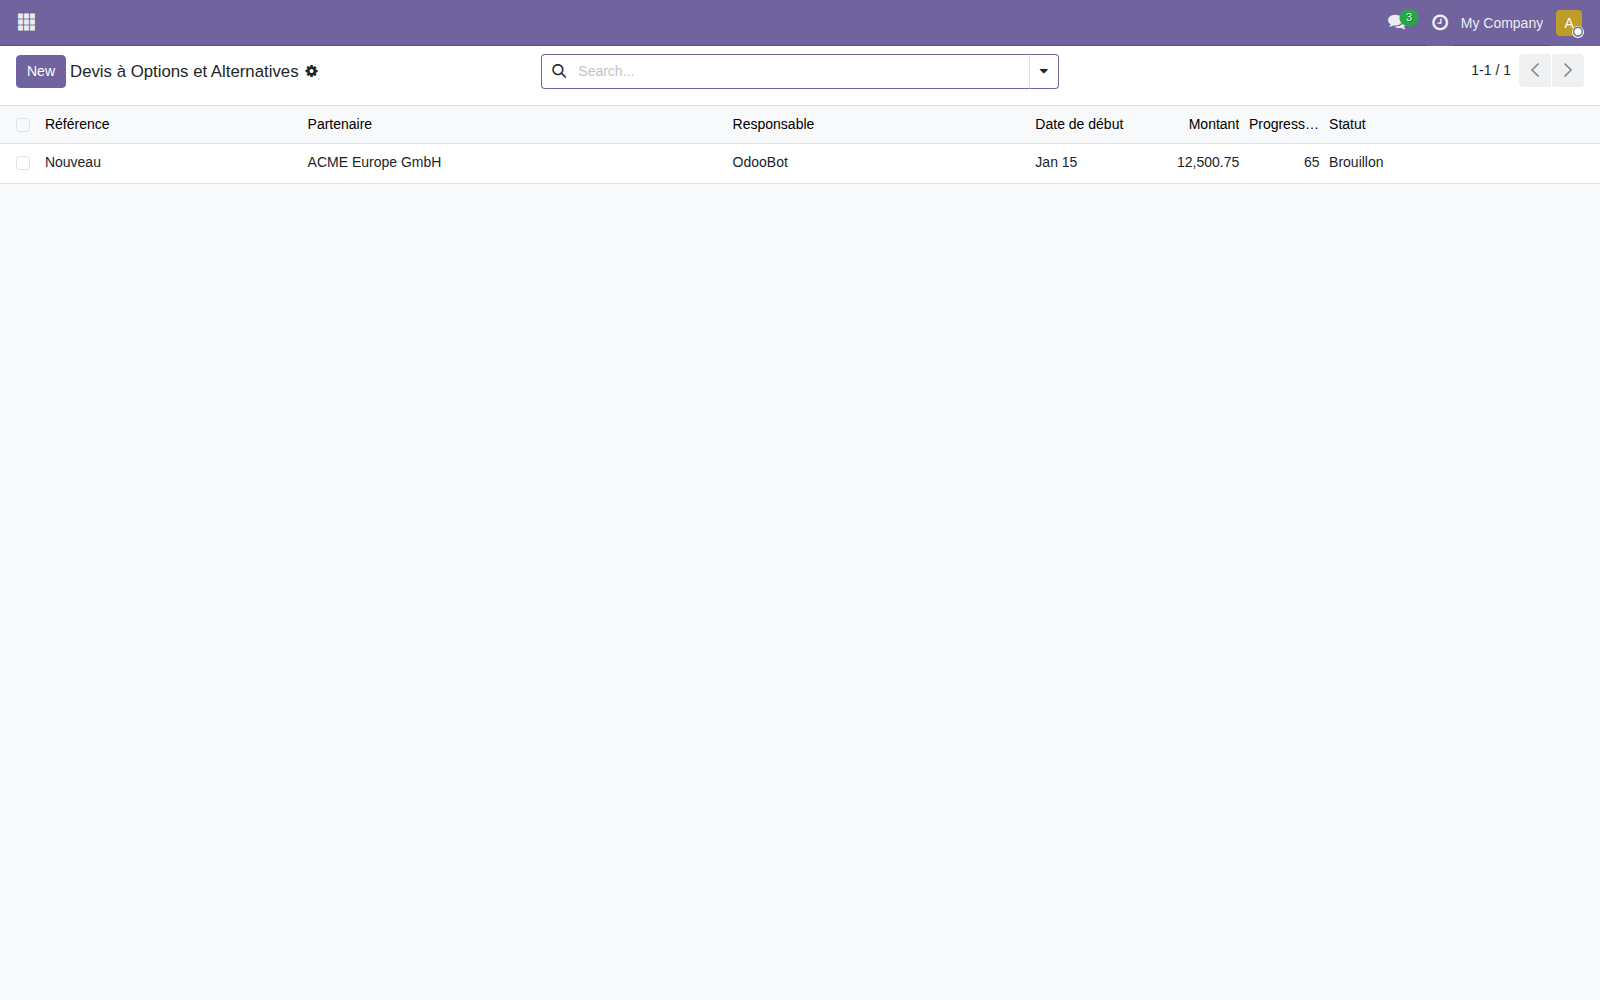 3
My Company
A
New
Devis à Options et Alternatives
Search...
1-1 / 1
Référence Partenaire Responsable Date de début Montant Progress… Statut
Nouveau ACME Europe GmbH OdooBot Jan 15 12,500.75 65 Brouillon